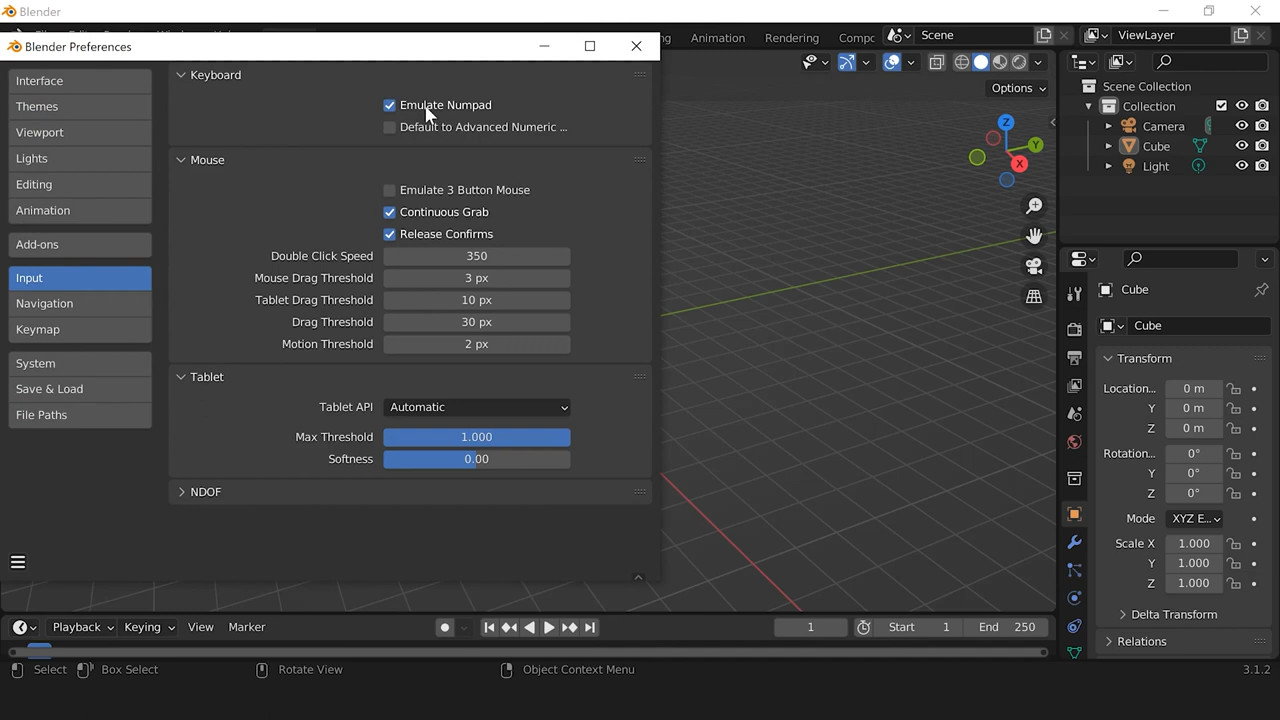 Blender
Blender Preferences
Animation
Rendering
Compc
Scene
ViewLayer
Options
Interface
Themes
Viewport
Lights
Editing
Animation
Add-ons
Input
Navigation
Keymap
System
Save & Load
File Paths
Keyboard
Emulate Numpad
Default to Advanced Numeric ...
Mouse
Emulate 3 Button Mouse
Continuous Grab
Release Confirms
Double Click Speed 350
Mouse Drag Threshold 3 px
Tablet Drag Threshold 10 px
Drag Threshold 30 px
Motion Threshold 2 px
Tablet
Tablet API Automatic
Max Threshold 1.000
Softness 0.00
NDOF
Z
Y
X
Scene Collection
Collection
Camera
Cube
Light
Cube
Cube
Transform
Location... 0 m
Y 0 m
Z 0 m
Rotation... 0°
Y 0°
Z 0°
Mode XYZ E...
Scale X 1.000
Y 1.000
Z 1.000
Delta Transform
Relations
Playback Keying View Marker 1 Start 1 End 250
Select Box Select Rotate View Object Context Menu 3.1.2